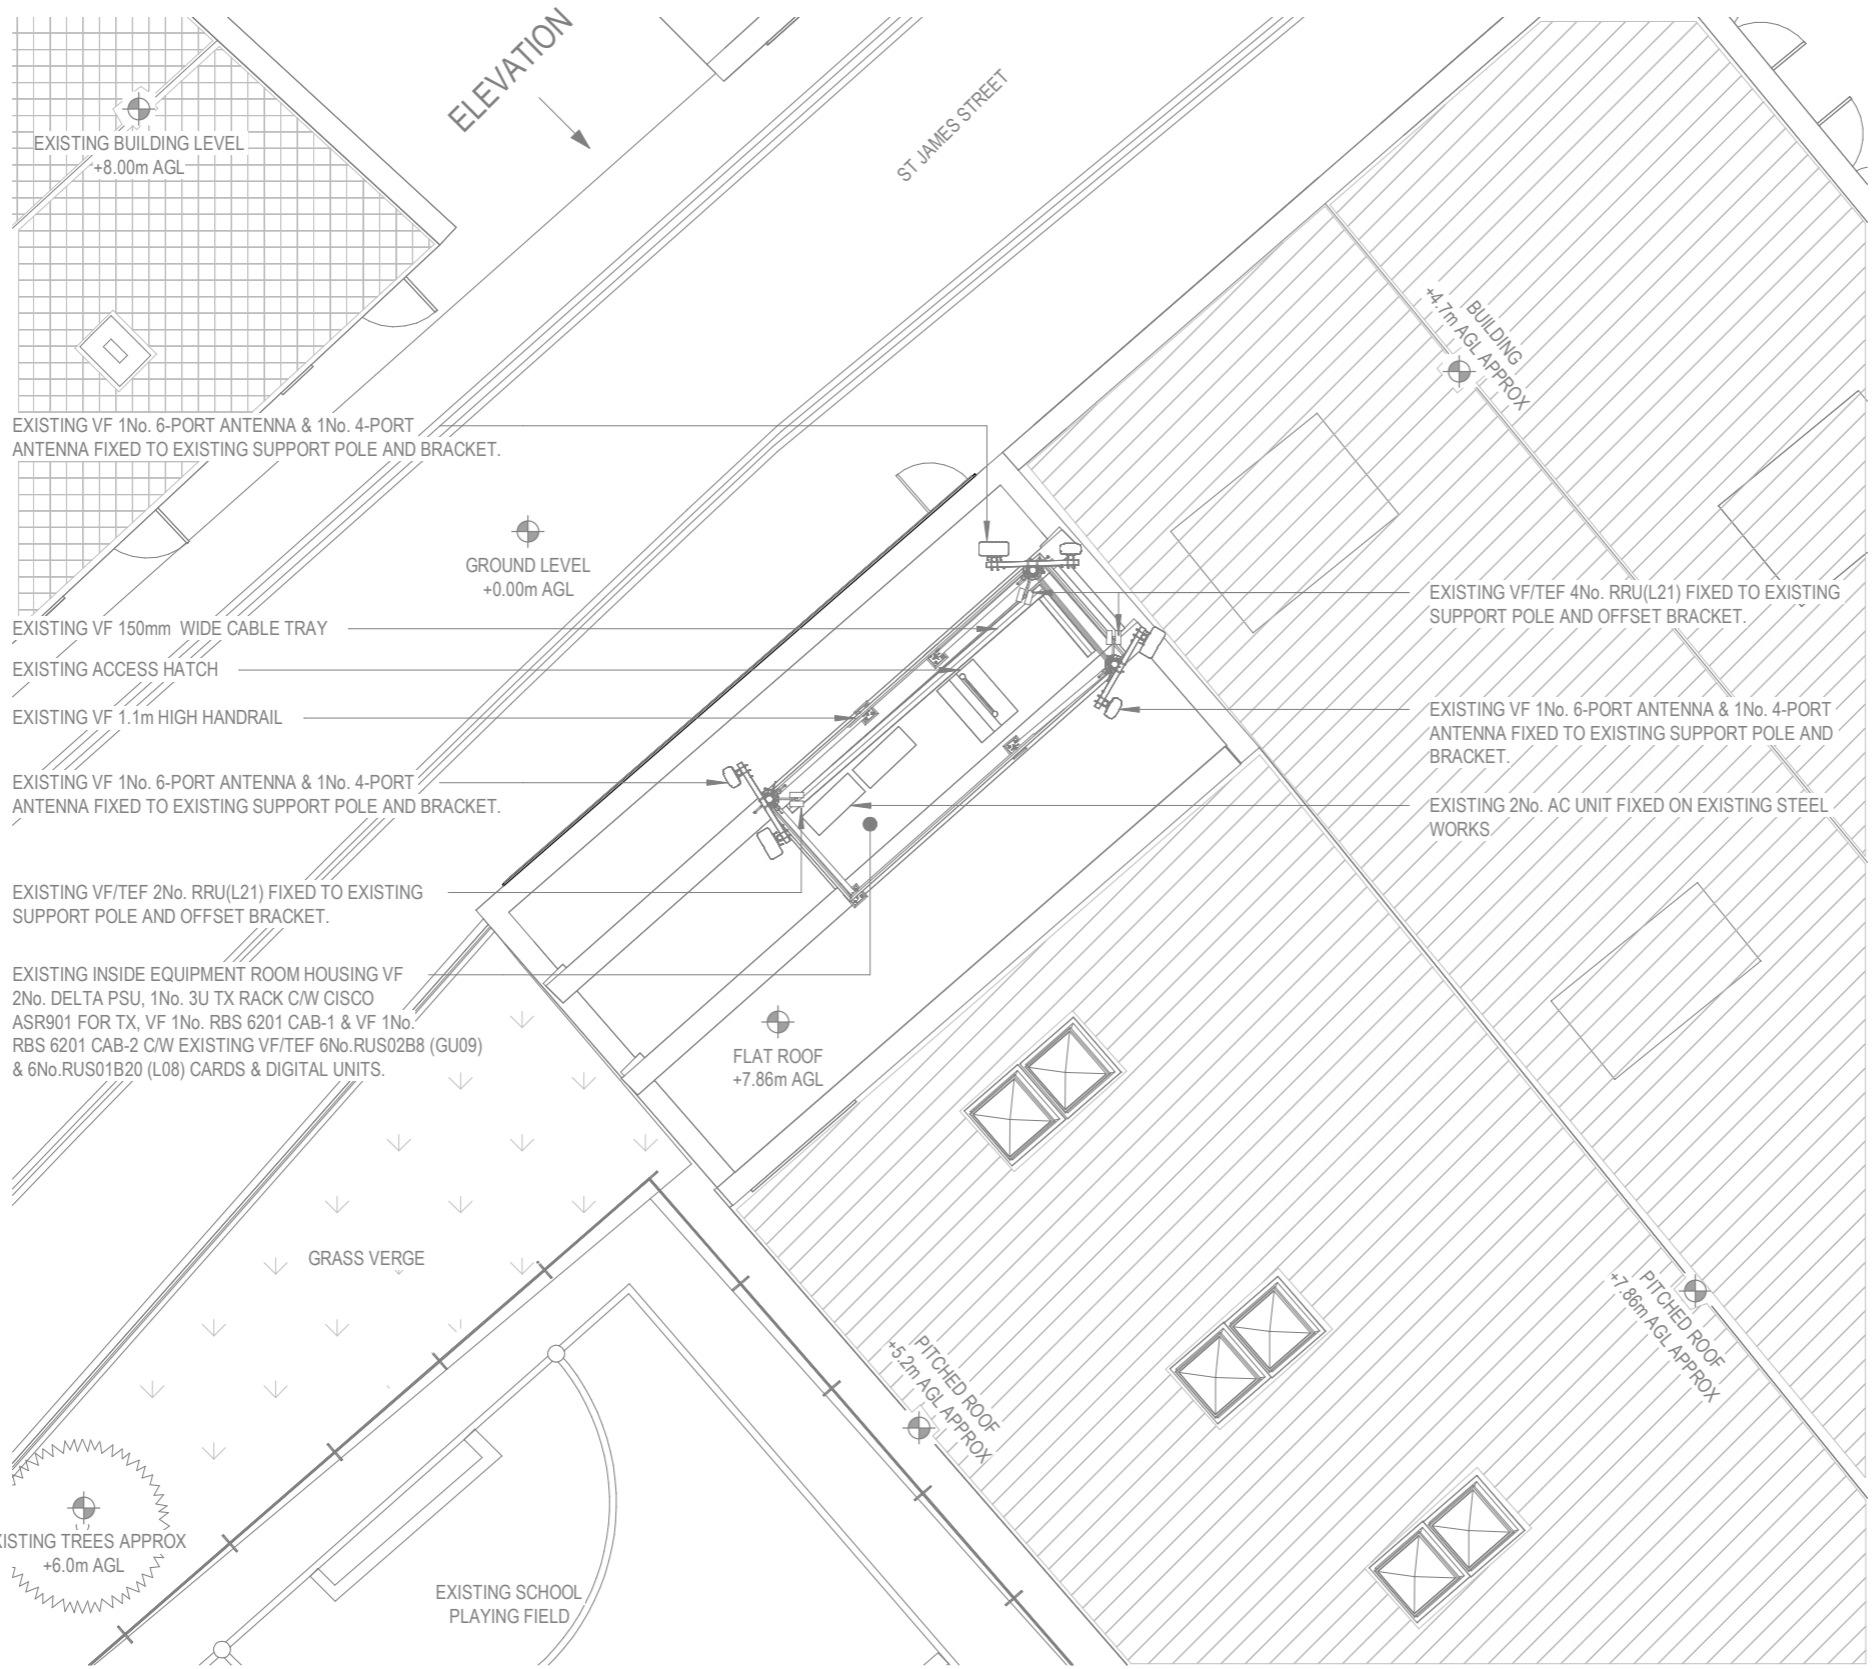 ELEVATION
ST JAMES STREET
EXISTING BUILDING LEVEL
+8.00m AGL
BUILDING
+4.7m AGL APPROX
EXISTING VF 1No. 6-PORT ANTENNA & 1No. 4-PORT
ANTENNA FIXED TO EXISTING SUPPORT POLE AND BRACKET.
GROUND LEVEL
+0.00m AGL
EXISTING VF 150mm WIDE CABLE TRAY
EXISTING ACCESS HATCH
EXISTING VF 1.1m HIGH HANDRAIL
EXISTING VF 1No. 6-PORT ANTENNA & 1No. 4-PORT
ANTENNA FIXED TO EXISTING SUPPORT POLE AND BRACKET.
EXISTING VF/TEF 2No. RRU(L21) FIXED TO EXISTING
SUPPORT POLE AND OFFSET BRACKET.
EXISTING INSIDE EQUIPMENT ROOM HOUSING VF
2No. DELTA PSU, 1No. 3U TX RACK C/W CISCO
ASR901 FOR TX, VF 1No. RBS 6201 CAB-1 & VF 1No.
RBS 6201 CAB-2 C/W EXISTING VF/TEF 6No.RUS02B8 (GU09)
& 6No.RUS01B20 (L08) CARDS & DIGITAL UNITS.
EXISTING VF/TEF 4No. RRU(L21) FIXED TO EXISTING
SUPPORT POLE AND OFFSET BRACKET.
EXISTING VF 1No. 6-PORT ANTENNA & 1No. 4-PORT
ANTENNA FIXED TO EXISTING SUPPORT POLE AND
BRACKET.
EXISTING 2No. AC UNIT FIXED ON EXISTING STEEL
WORKS
FLAT ROOF
+7.86m AGL
GRASS VERGE
PITCHED ROOF
+5.2m AGL APPROX
PITCHED ROOF
+7.86m AGL APPROX
XISTING TREES APPROX
+6.0m AGL
EXISTING SCHOOL
PLAYING FIELD